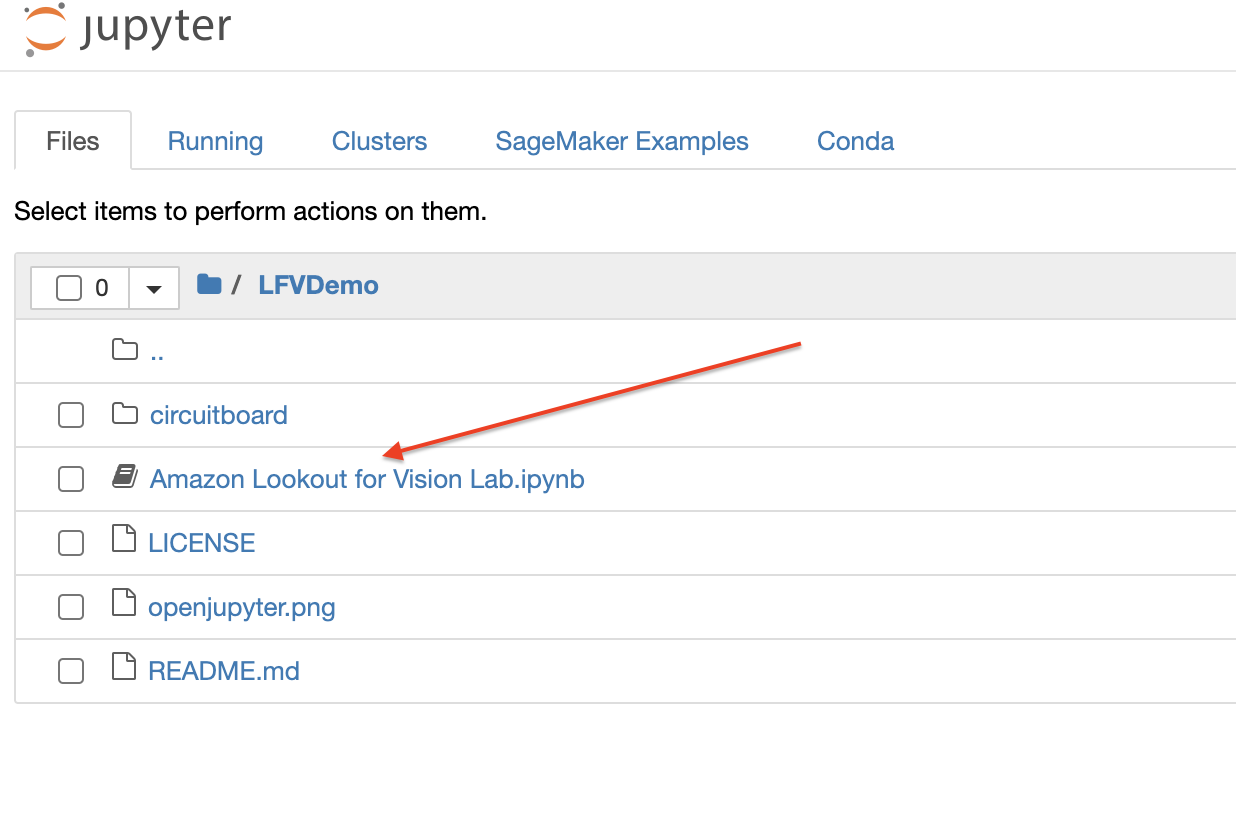 jupyter
Files Running Clusters SageMaker Examples Conda
Select items to perform actions on them.
0 / LFVDemo
..
circuitboard
Amazon Lookout for Vision Lab.ipynb
LICENSE
openjupyter.png
README.md